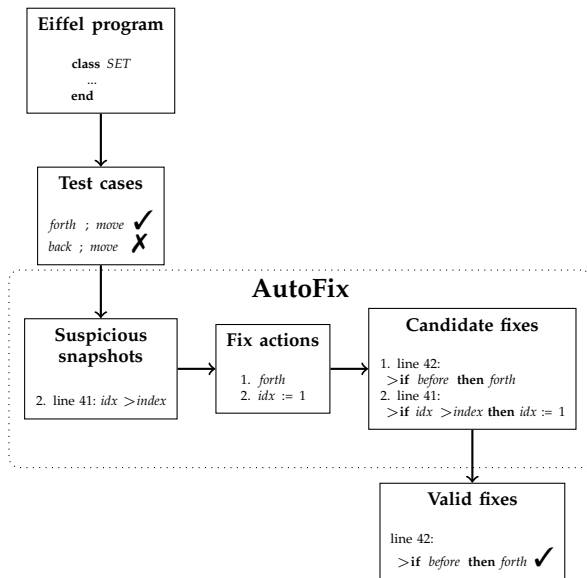 Eiffel program
class SET
...
end
Test cases
forth ; move ✓
back ; move ✗
AutoFix
Suspicious
snapshots
2. line 41: idx >index
Fix actions
1. forth
2. idx := 1
Candidate fixes
1. line 42:
>if before then forth
2. line 41:
>if idx >index then idx := 1
Valid fixes
line 42:
>if before then forth ✓